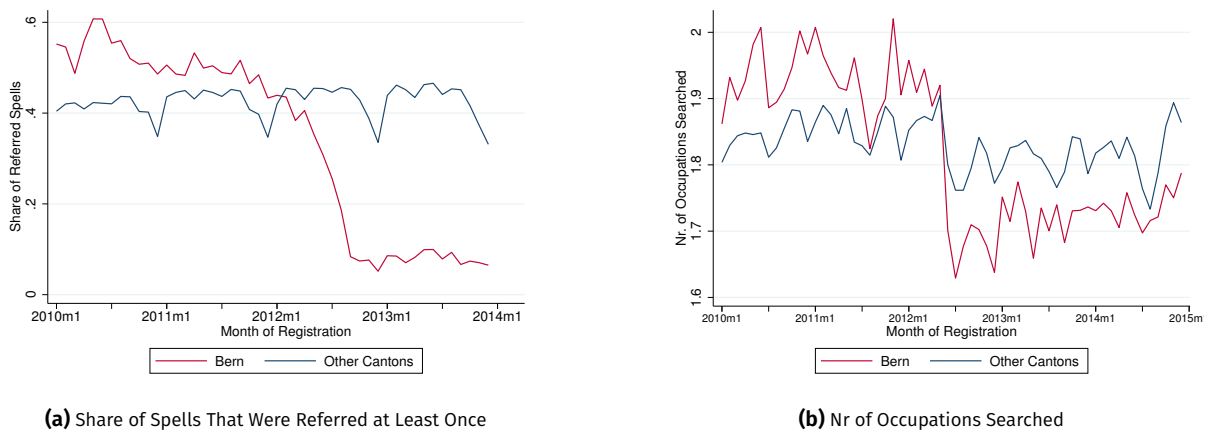 Share of Referred Spells
.6
.4
.2
0
2010m1 2011m1 2012m1 2013m1 2014m1
Month of Registration
Bern Other Cantons
(a) Share of Spells That Were Referred at Least Once
Nr. of Occupations Searched
2
1.9
1.8
1.7
1.6
2010m1 2011m1 2012m1 2013m1 2014m1 2015m
Month of Registration
Bern Other Cantons
(b) Nr of Occupations Searched